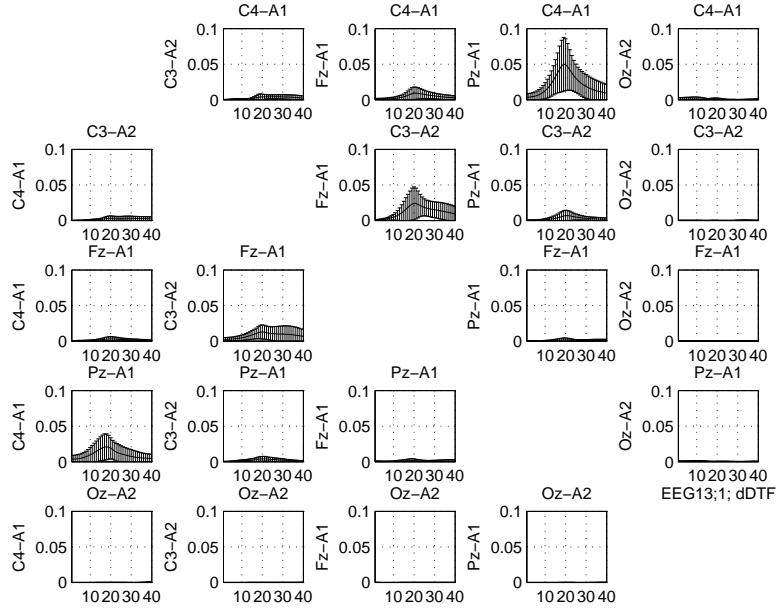 C4−A1 C4−A1 C4−A1 C4−A1
0.1 0.1 0.1 0.1
C3−A2 Fz−A1 Pz−A1 Oz−A2
0.05 0.05 0.05 0.05
0 0 0 0
10 20 30 40 10 20 30 40 10 20 30 40 10 20 30 40
C3−A2 C3−A2 C3−A2 C3−A2
0.1 0.1 0.1 0.1
C4−A1 Fz−A1 Pz−A1 Oz−A2
0.05 0.05 0.05 0.05
0 0 0 0
10 20 30 40 10 20 30 40 10 20 30 40 10 20 30 40
Fz−A1 Fz−A1 Fz−A1 Fz−A1
0.1 0.1 0.1 0.1
C4−A1 C3−A2 Pz−A1 Oz−A2
0.05 0.05 0.05 0.05
0 0 0 0
10 20 30 40 10 20 30 40 10 20 30 40 10 20 30 40
Pz−A1 Pz−A1 Pz−A1 Pz−A1
0.1 0.1 0.1 0.1
C4−A1 C3−A2 Fz−A1 Oz−A2
0.05 0.05 0.05 0.05
0 0 0 0
10 20 30 40 10 20 30 40 10 20 30 40 10 20 30 40
Oz−A2 Oz−A2 Oz−A2 Oz−A2 EEG13;1; dDTF
0.1 0.1 0.1 0.1
C4−A1 C3−A2 Fz−A1 Pz−A1
0.05 0.05 0.05 0.05
0 0 0 0
10 20 30 40 10 20 30 40 10 20 30 40 10 20 30 40